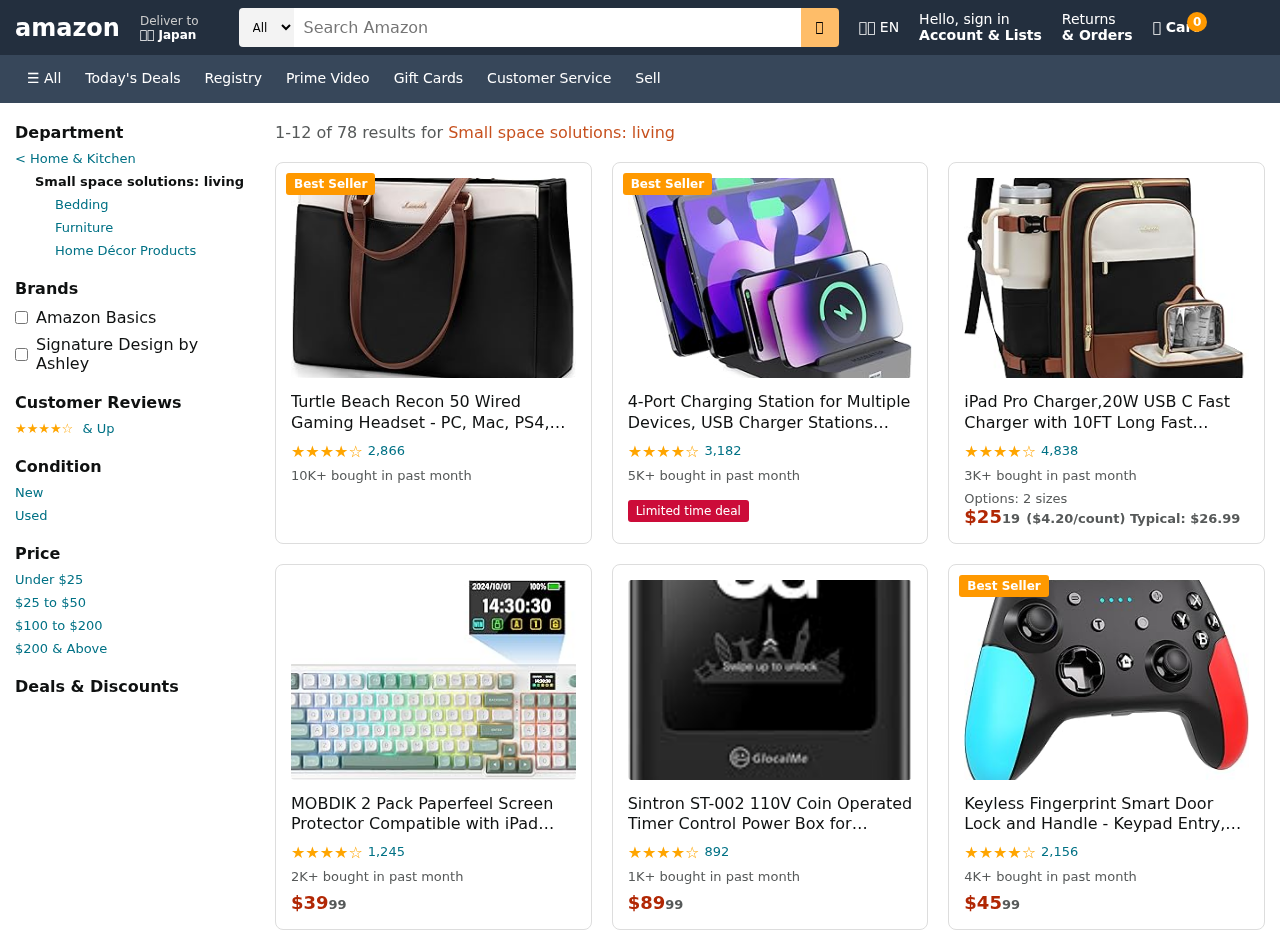 amazon
Deliver to
Japan
All
Search Amazon
EN
Hello, sign in
Account & Lists
Returns
& Orders
0
☰ All
Today's Deals
Registry
Prime Video
Gift Cards
Customer Service
Sell
Department
< Home & Kitchen
Small space solutions: living
Bedding
Furniture
Home Décor Products
Brands
Amazon Basics
Signature Design by
Ashley
Customer Reviews
★★★★☆ & Up
Condition
New
Used
Price
Under $25
$25 to $50
$100 to $200
$200 & Above
Deals & Discounts
1-12 of 78 results for Small space solutions: living
Best Seller
Turtle Beach Recon 50 Wired
Gaming Headset - PC, Mac, PS4,...
★★★★☆ 2,866
10K+ bought in past month
Best Seller
4-Port Charging Station for Multiple
Devices, USB Charger Stations...
★★★★☆ 3,182
5K+ bought in past month
Limited time deal
iPad Pro Charger,20W USB C Fast
Charger with 10FT Long Fast...
★★★★☆ 4,838
3K+ bought in past month
Options: 2 sizes
$25 19 ($4.20/count) Typical: $26.99
2024/10/01 100%
14:30:30
MOBDIK 2 Pack Paperfeel Screen
Protector Compatible with iPad...
★★★★☆ 1,245
2K+ bought in past month
$39 99
Swipe up to unlock
GlocalMe
Sintron ST-002 110V Coin Operated
Timer Control Power Box for...
★★★★☆ 892
1K+ bought in past month
$89 99
Best Seller
X
Y
A
B
T
Keyless Fingerprint Smart Door
Lock and Handle - Keypad Entry,...
★★★★☆ 2,156
4K+ bought in past month
$45 99